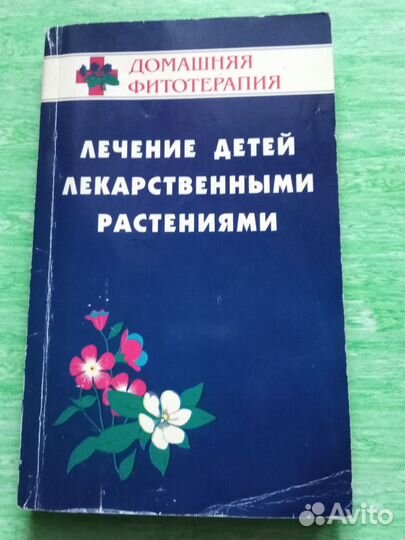 ДОМАШНЯЯ
ФИТОТЕРАПИЯ
ЛЕЧЕНИЕ ДЕТЕЙ
ЛЕКАРСТВЕННЫМИ
РАСТЕНИЯМИ
Avito